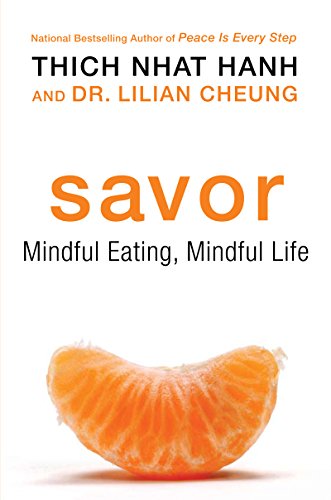 National Bestselling Author of Peace Is Every Step
THICH NHAT HANH
AND DR. LILIAN CHEUNG
savor
Mindful Eating, Mindful Life